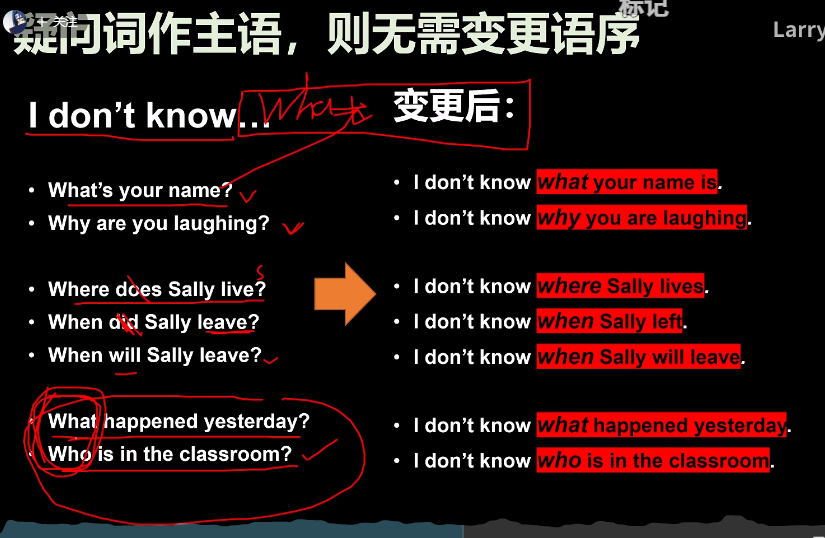 + 关注
标记
疑问词作主语，则无需变更语序
Larry
I don't know…
what
变更后：
• What's your name?
• Why are you laughing?
• Where does Sally live?
s
• When did Sally leave?
• When will Sally leave?
• What happened yesterday?
• Who is in the classroom?
• I don't know what your name is.
• I don't know why you are laughing.
• I don't know where Sally lives.
• I don't know when Sally left.
• I don't know when Sally will leave.
• I don't know what happened yesterday.
• I don't know who is in the classroom.